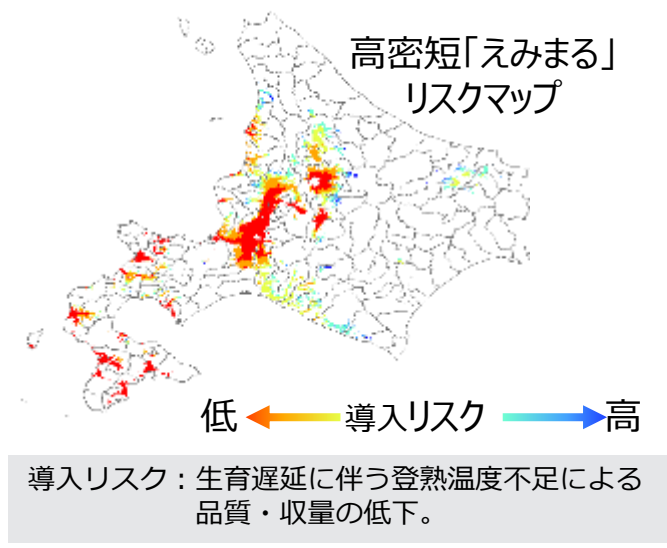 高密短｢えみまる｣
リスクマップ
低 導入リスク 高
導入リスク：生育遅延に伴う登熟温度不足による
品質・収量の低下。